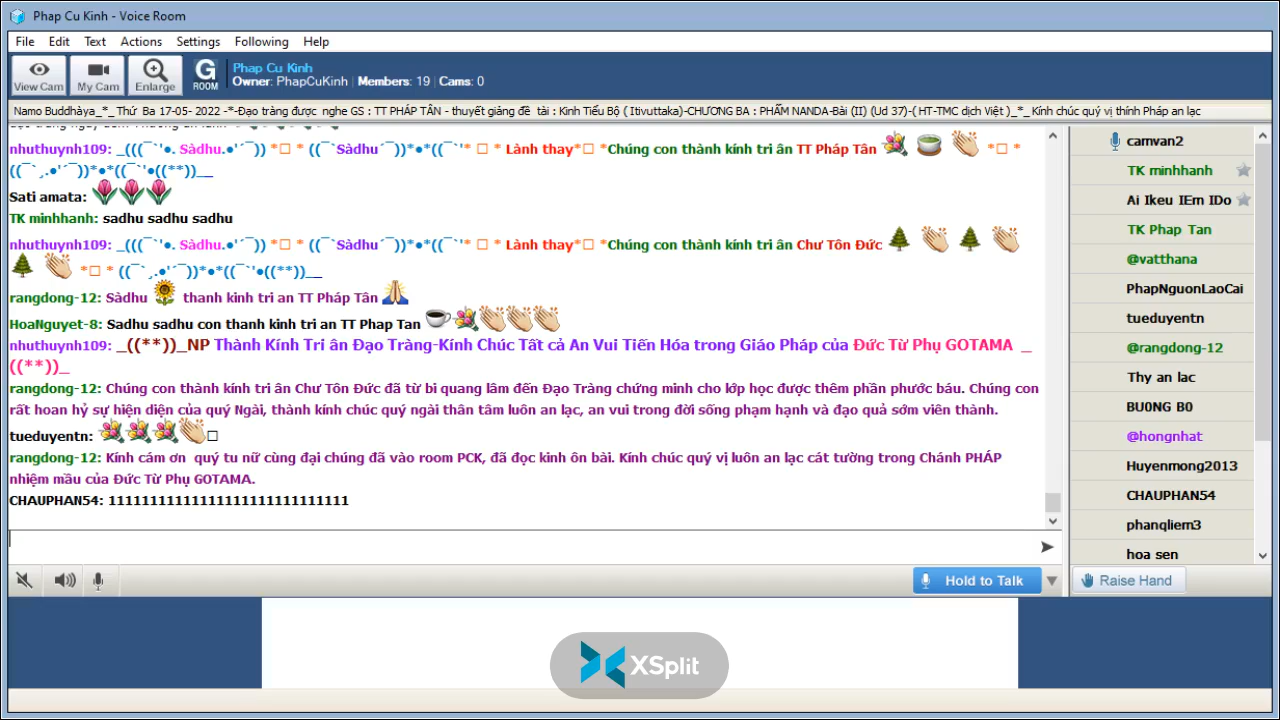 Phap Cu Kinh - Voice Room
File Edit Text Actions Settings Following Help
View Cam My Cam Enlarge G ROOM
Phap Cu Kinh
Owner: PhapCuKinh Members: 19 Cams: 0
Namo Buddhàya_*_ Thứ Ba 17-05- 2022 -*-Đạo tràng được nghe GS : TT PHÁP TÂN - thuyết giảng đề tài : Kinh Tiểu Bộ ( Itivuttaka)-CHƯƠNG BA : PHẨM NANDA-Bài (II) (Ud 37)-( HT-TMC dịch Việt )_*_ Kính chúc quý vị thính Pháp an lạc
nhuthuynh109: _(((¯`'•. Sàdhu.•'´¯)) *□ * ((¯`Sàdhu´¯))*•*((¯`'* □ * Lành thay*□ *Chúng con thành kính tri ân TT Pháp Tân *□ *
((¯`¸.•'´¯))*•*((¯`'•((**))__
Sati amata:
TK minhhanh: sadhu sadhu sadhu
nhuthuynh109: _(((¯`'•. Sàdhu.•'´¯)) *□ * ((¯`Sàdhu´¯))*•*((¯`'* □ * Lành thay*□ *Chúng con thành kính tri ân Chư Tôn Đức
*□ * ((¯`¸.•'´¯))*•*((¯`'•((**))__
rangdong-12: Sàdhu thanh kinh tri an TT Pháp Tân
HoaNguyet-8: Sadhu sadhu con thanh kinh tri an TT Phap Tan
nhuthuynh109: _((**))_NP Thành Kính Tri ân Đạo Tràng-Kính Chúc Tất cả An Vui Tiến Hóa trong Giáo Pháp của Đức Từ Phụ GOTAMA _
((**))_
rangdong-12: Chúng con thành kính tri ân Chư Tôn Đức đã từ bi quang lâm đến Đạo Tràng chứng minh cho lớp học được thêm phần phước báu. Chúng con
rất hoan hỷ sự hiện diện của quý Ngài, thành kính chúc quý ngài thân tâm luôn an lạc, an vui trong đời sống phạm hạnh và đạo quả sớm viên thành.
tueduyentn: □
rangdong-12: Kính cám ơn quý tu nữ cùng đại chúng đã vào room PCK, đã đọc kinh ôn bài. Kính chúc quý vị luôn an lạc cát tường trong Chánh PHÁP
nhiệm mầu của Đức Từ Phụ GOTAMA.
CHAUPHAN54: 1111111111111111111111111111
camvan2
TK minhhanh
Ai Ikeu IEm IDo
TK Phap Tan
@vatthana
PhapNguonLaoCai
tueduyentn
@rangdong-12
Thy an lac
BU0NG B0
@hongnhat
Huyenmong2013
CHAUPHAN54
phanqliem3
hoa sen
Hold to Talk
Raise Hand
XSplit